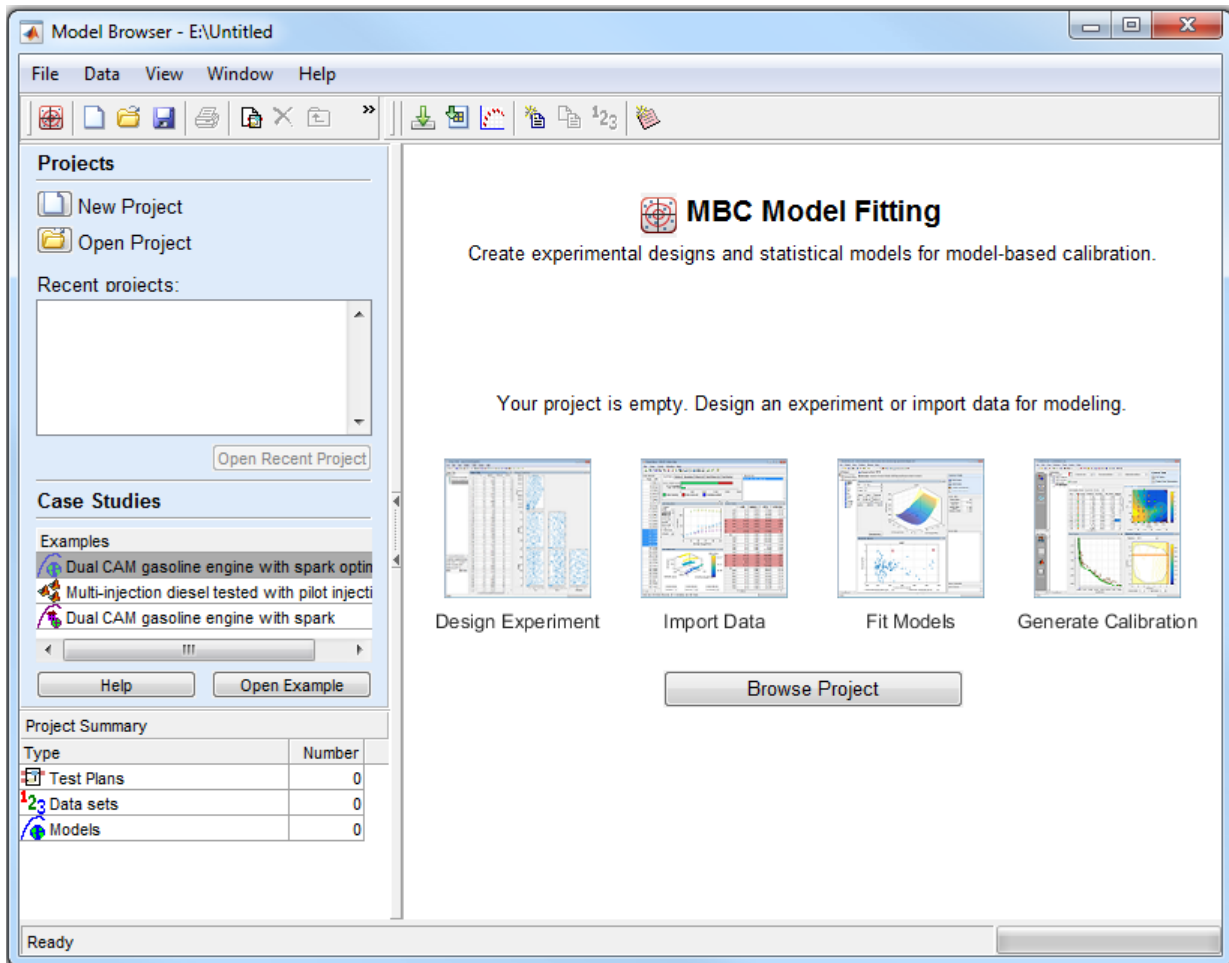 Model Browser - E:\Untitled
File Data View Window Help
»
123
Projects
New Project
Open Project
Recent projects:
Open Recent Project
Case Studies
Examples
Dual CAM gasoline engine with spark optin
Multi-injection diesel tested with pilot injecti
Dual CAM gasoline engine with spark
Help Open Example
Project Summary
Type Number
Test Plans 0
123 Data sets 0
Models 0
MBC Model Fitting
Create experimental designs and statistical models for model-based calibration.
Your project is empty. Design an experiment or import data for modeling.
Design Experiment Import Data Fit Models Generate Calibration
Browse Project
Ready